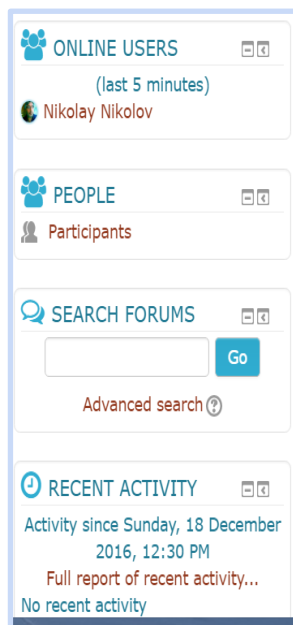 ONLINE USERS
(last 5 minutes)
Nikolay Nikolov
PEOPLE
Participants
SEARCH FORUMS
Go
Advanced search ?
RECENT ACTIVITY
Activity since Sunday, 18 December
2016, 12:30 PM
Full report of recent activity...
No recent activity